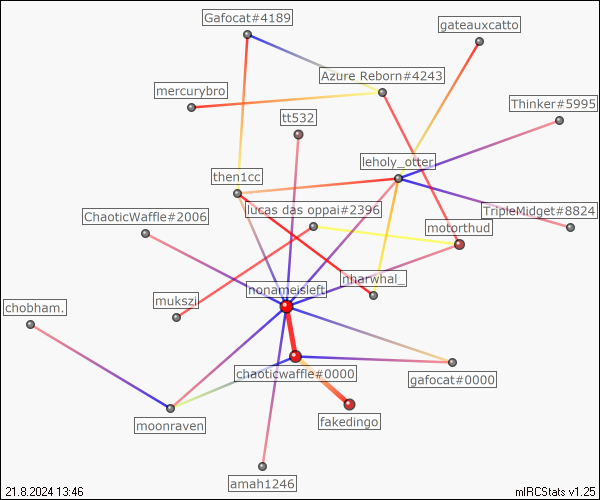 Gafocat#4189
gateauxcatto
Azure Reborn#4243
mercurybro
Thinker#5995
tt532
leholy_otter
then1cc
lucas das oppai#2396
TripleMidget#8824
ChaoticWaffle#2006
motorthud
nharwhal_
nonameisleft
mukszi
chobham.
chaoticwaffle#0000
gafocat#0000
fakedingo
moonraven
amah1246
21.8.2024 13:46
mIRCStats v1.25